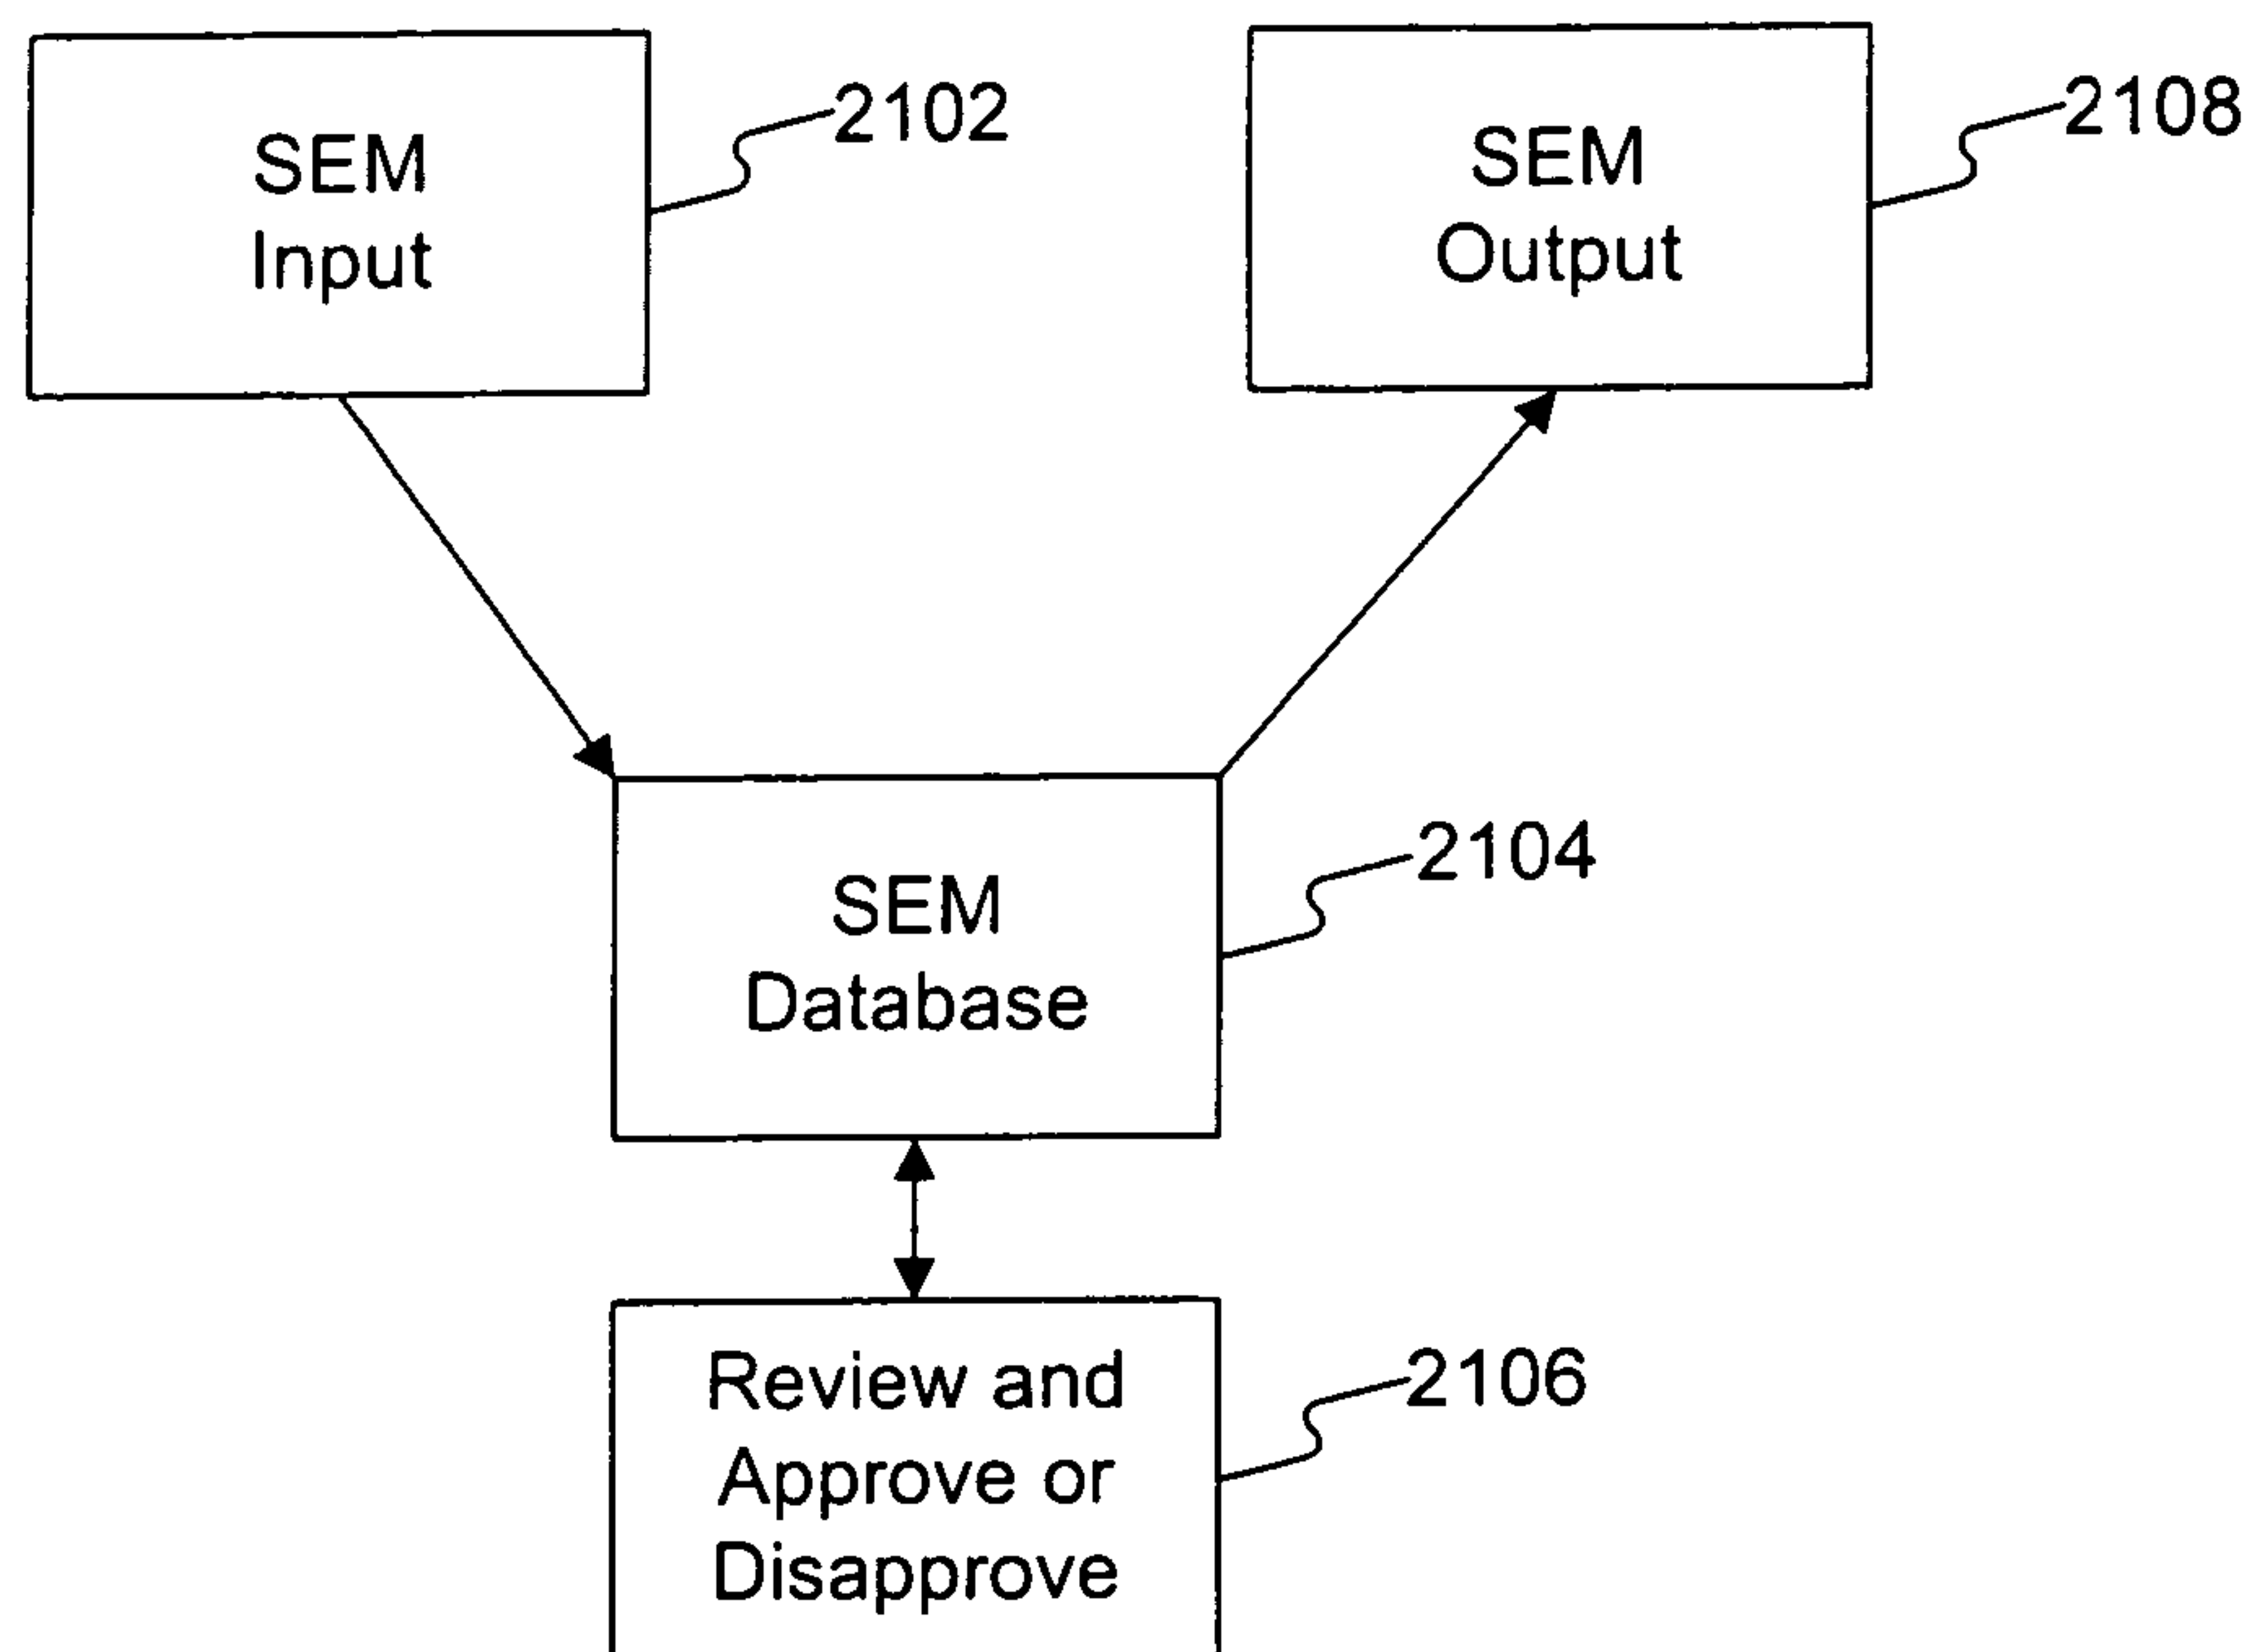 SEM
Input
2102
SEM
Output
2108
SEM
Database
2104
Review and
Approve or
Disapprove
2106